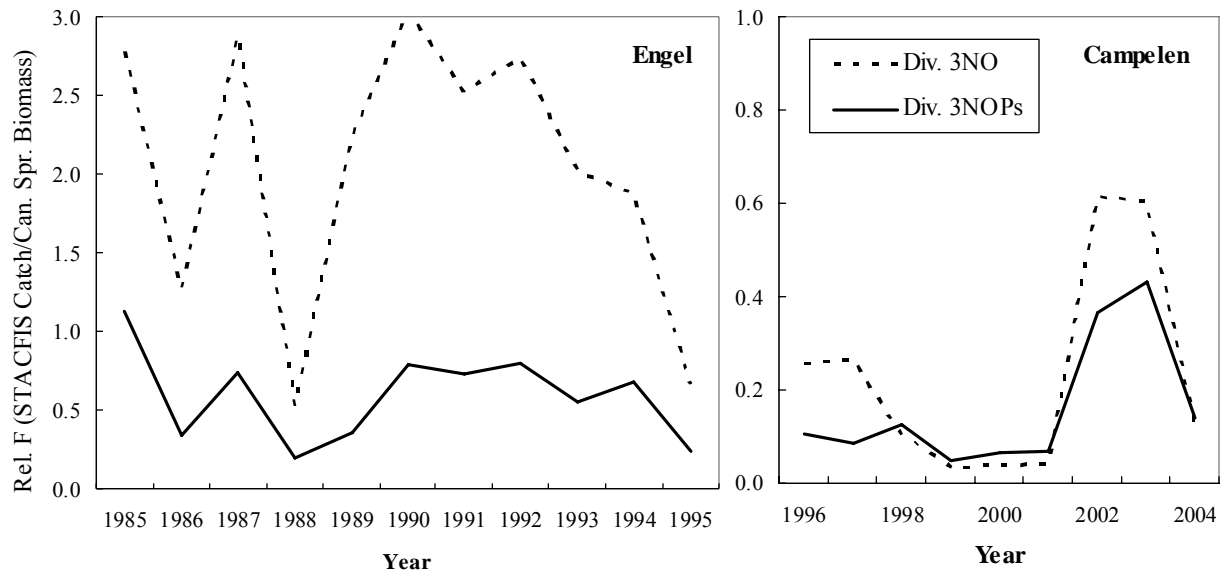 Rel. F (STACFIS Catch/Can. Spr. Biomass)
3.0
2.5
2.0
1.5
1.0
0.5
0.0
Engel
1985 1986 1987 1988 1989 1990 1991 1992 1993 1994 1995
Year
1.0
0.8
0.6
0.4
0.2
0.0
Div. 3NO
Div. 3NOPs
Campelen
1996 1998 2000 2002 2004
Year